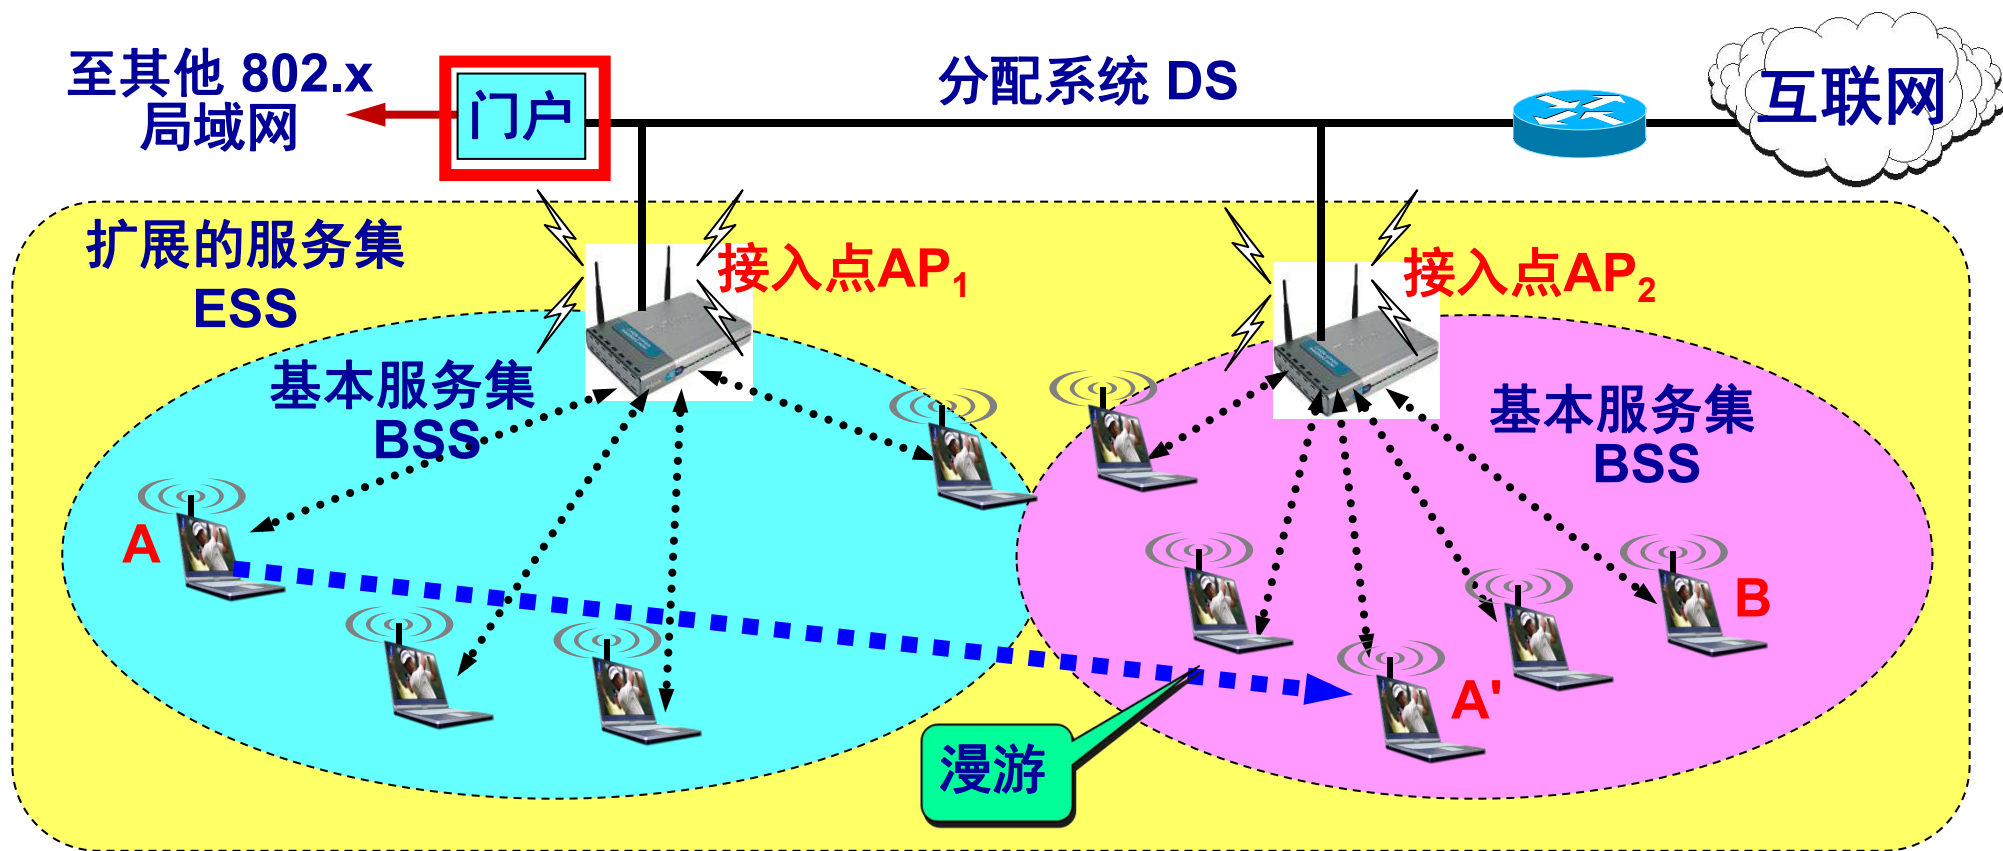 至其他 802.x
局域网
门户
分配系统 DS
互联网
扩展的服务集
ESS
接入点AP₁
接入点AP₂
基本服务集
BSS
基本服务集
BSS
A
B
A'
漫游